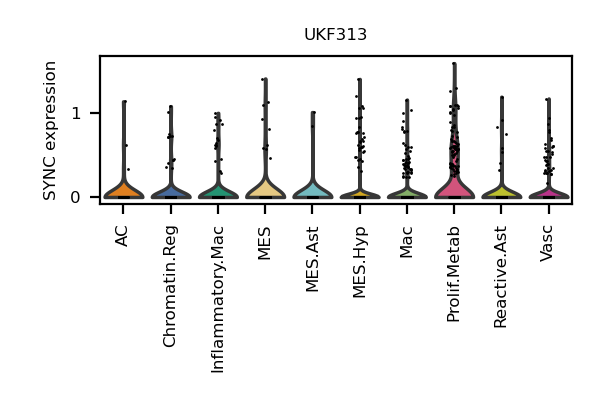 UKF313
SYNC expression
1
0
AC
Chromatin.Reg
Inflammatory.Mac
MES
MES.Ast
MES.Hyp
Mac
Prolif.Metab
Reactive.Ast
Vasc